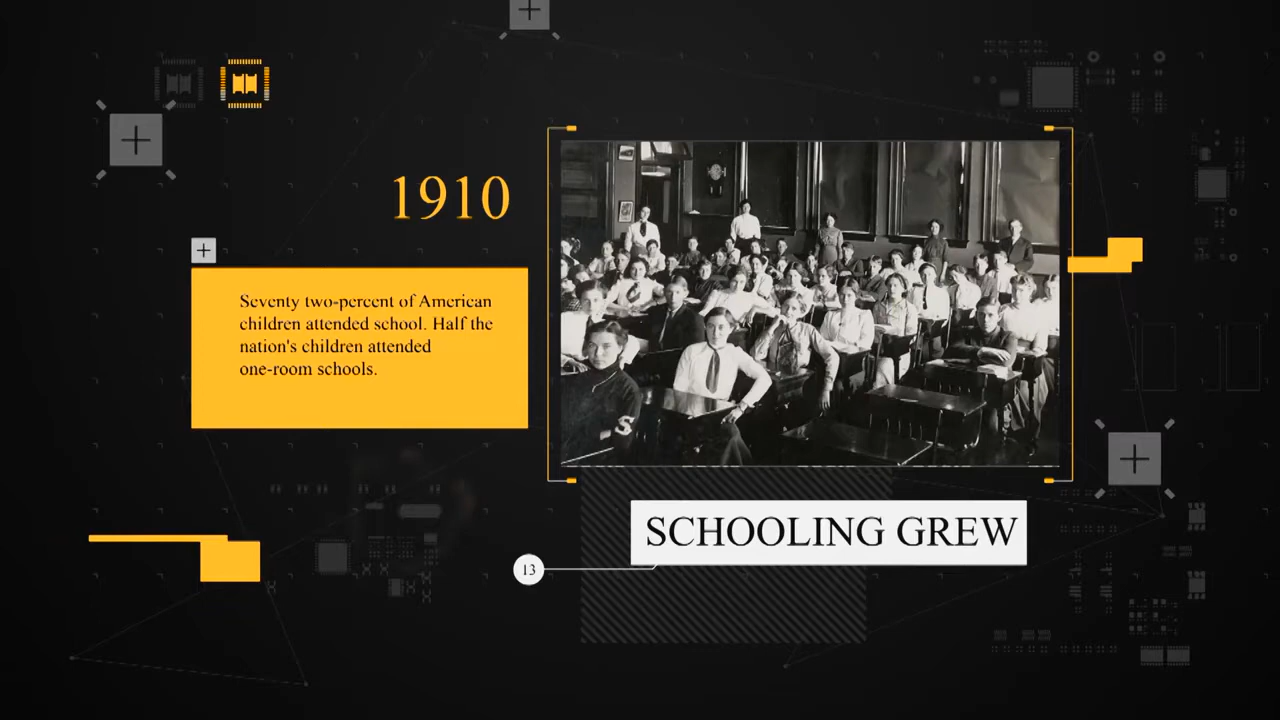 1910
Seventy two-percent of American
children attended school. Half the
nation's children attended
one-room schools.
SCHOOLING GREW
13